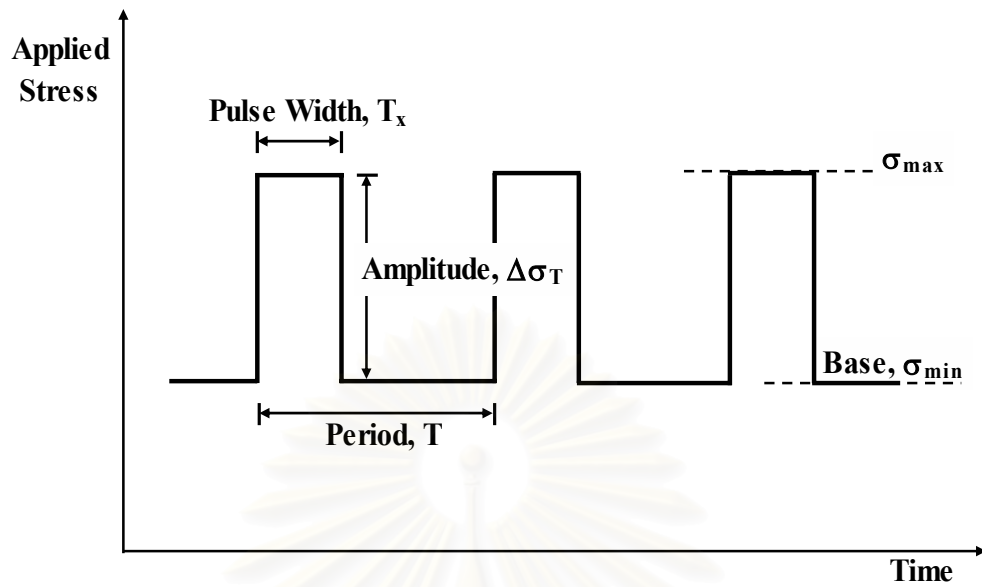 Applied
Stress
Pulse Width, Tx
σmax
Amplitude, ΔσT
Base, σmin
Period, T
Time